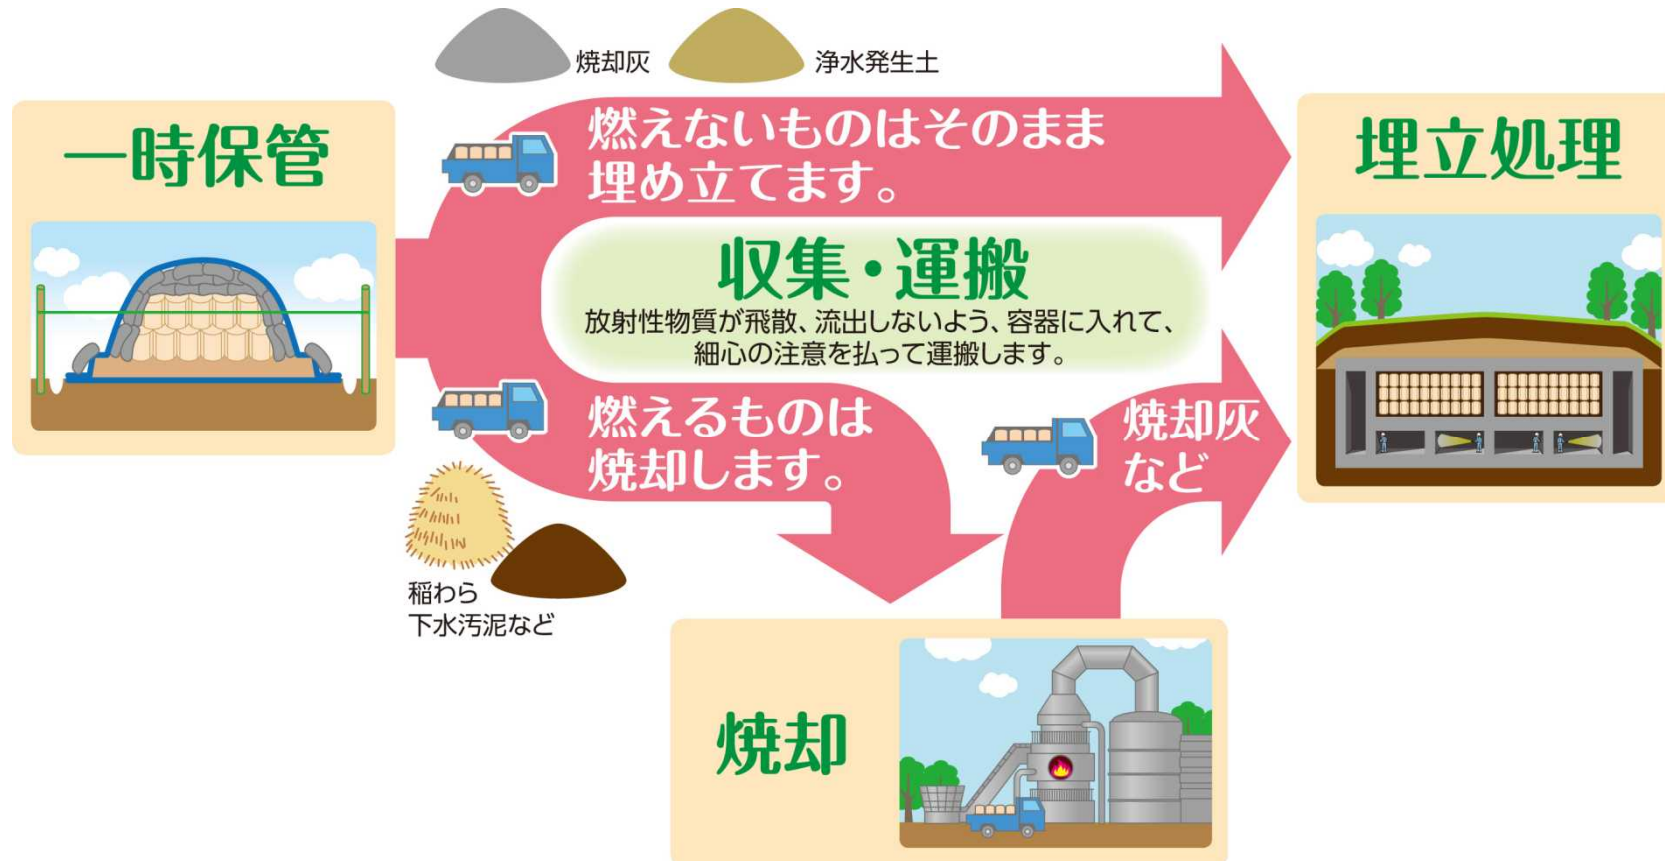 焼却灰
浄水発生土
一時保管
燃えないものはそのまま
埋め立てます。
埋立処理
収集・運搬
放射性物質が飛散、流出しないよう、容器に入れて、
細心の注意を払って運搬します。
燃えるものは
焼却します。
焼却灰
など
稲わら
下水汚泥など
焼却